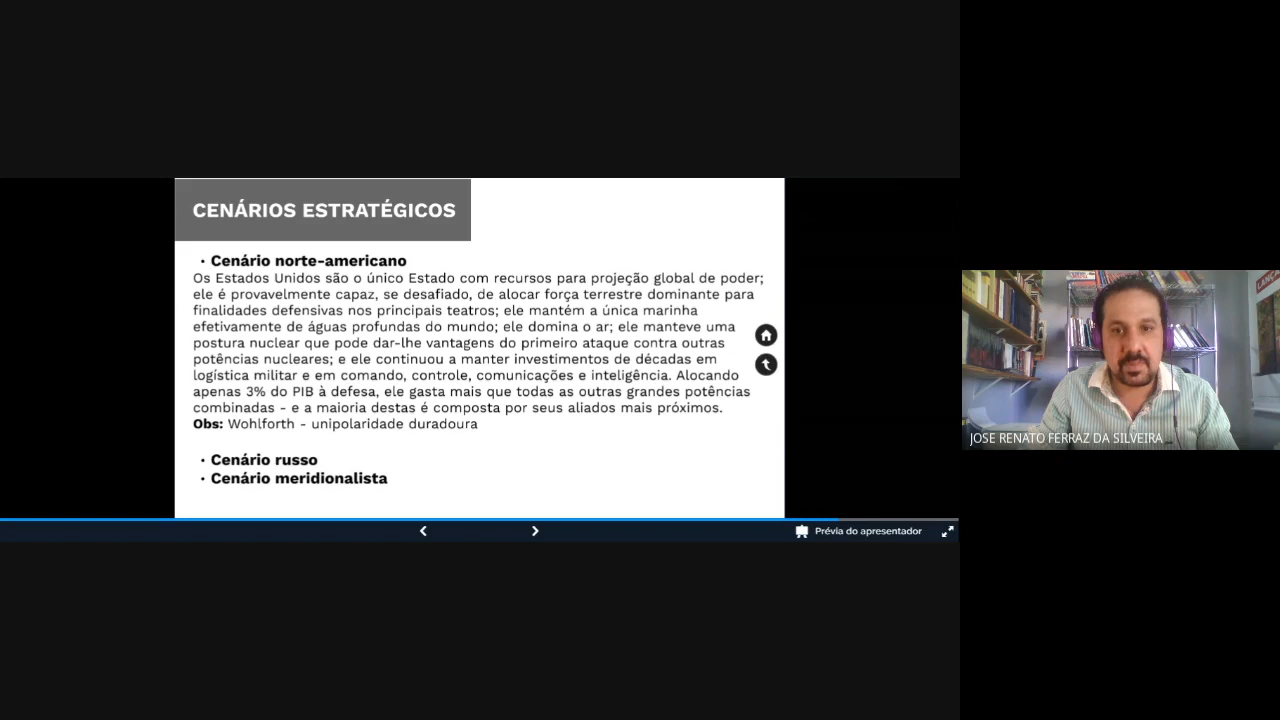 CENÁRIOS ESTRATÉGICOS
• Cenário norte-americano
Os Estados Unidos são o único Estado com recursos para projeção global de poder;
ele é provavelmente capaz, se desafiado, de alocar força terrestre dominante para
finalidades defensivas nos principais teatros; ele mantém a única marinha
efetivamente de águas profundas do mundo; ele domina o ar; ele manteve uma
postura nuclear que pode dar-lhe vantagens do primeiro ataque contra outras
potências nucleares; e ele continuou a manter investimentos de décadas em
logística militar e em comando, controle, comunicações e inteligência. Alocando
apenas 3% do PIB à defesa, ele gasta mais que todas as outras grandes potências
combinadas - e a maioria destas é composta por seus aliados mais próximos.
Obs: Wohlforth - unipolaridade duradoura
• Cenário russo
• Cenário meridionalista
Prévia do apresentador
JOSE RENATO FERRAZ DA SILVEIRA